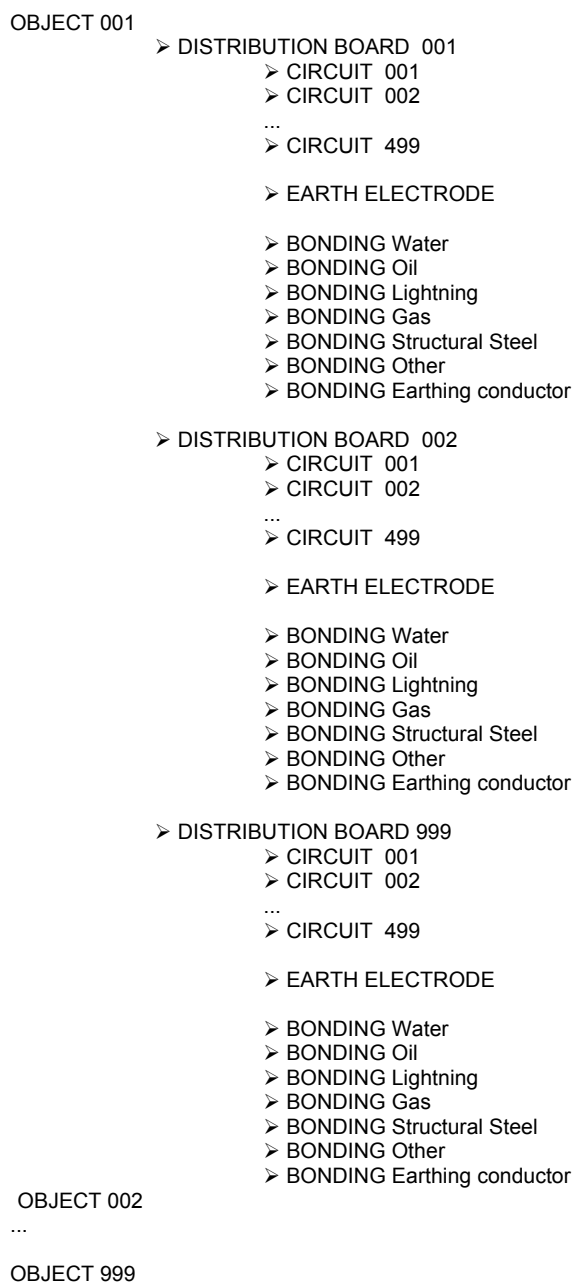 OBJECT 001
➢ DISTRIBUTION BOARD 001
➢ CIRCUIT 001
➢ CIRCUIT 002
...
➢ CIRCUIT 499
➢ EARTH ELECTRODE
➢ BONDING Water
➢ BONDING Oil
➢ BONDING Lightning
➢ BONDING Gas
➢ BONDING Structural Steel
➢ BONDING Other
➢ BONDING Earthing conductor
➢ DISTRIBUTION BOARD 002
➢ CIRCUIT 001
➢ CIRCUIT 002
...
➢ CIRCUIT 499
➢ EARTH ELECTRODE
➢ BONDING Water
➢ BONDING Oil
➢ BONDING Lightning
➢ BONDING Gas
➢ BONDING Structural Steel
➢ BONDING Other
➢ BONDING Earthing conductor
➢ DISTRIBUTION BOARD 999
➢ CIRCUIT 001
➢ CIRCUIT 002
...
➢ CIRCUIT 499
➢ EARTH ELECTRODE
➢ BONDING Water
➢ BONDING Oil
➢ BONDING Lightning
➢ BONDING Gas
➢ BONDING Structural Steel
➢ BONDING Other
➢ BONDING Earthing conductor
OBJECT 002
...
OBJECT 999